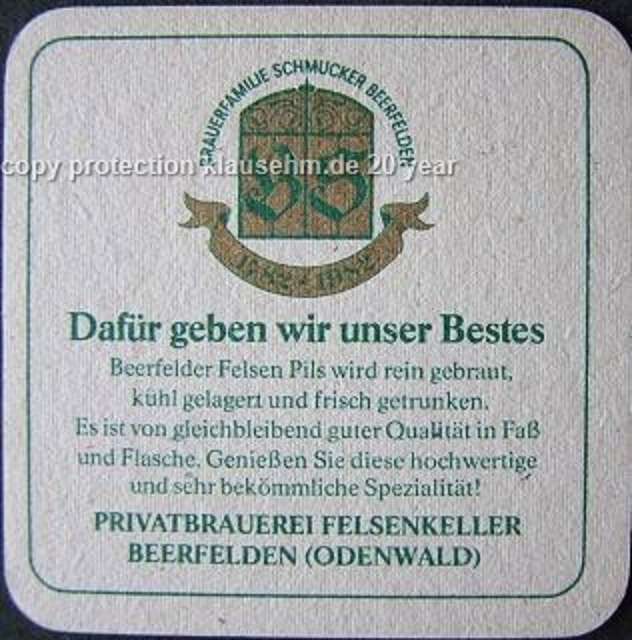 BRAUERFAMILIE SCHMUCKER BEERFELDEN
copy protection klausehm.de 20 year
Dafür geben wir unser Bestes
Beerfelder Felsen Pils wird rein gebraut,
kühl gelagert und frisch getrunken.
Es ist von gleichbleibend guter Qualität in Faß
und Flasche. Genießen Sie diese hochwertige
und sehr bekömmliche Spezialität!
PRIVATBRAUEREI FELSENKELLER
BEERFELDEN (ODENWALD)